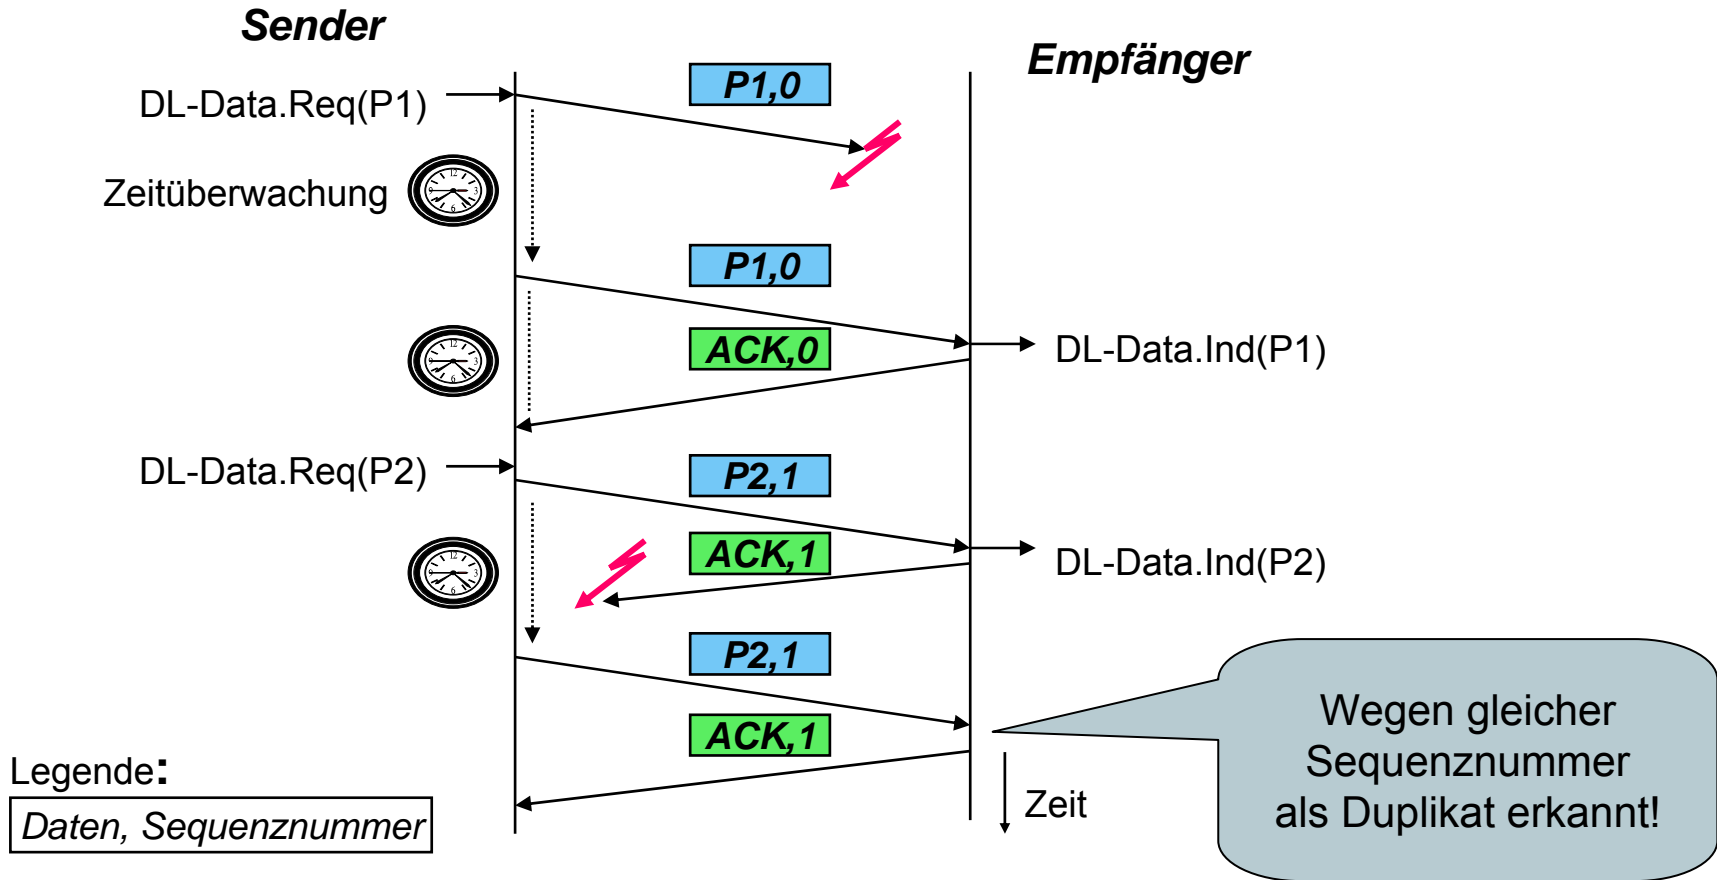 Sender
Empfänger
P1,0
DL-Data.Req(P1)
Zeitüberwachung
P1,0
ACK,0
DL-Data.Ind(P1)
DL-Data.Req(P2)
P2,1
ACK,1
DL-Data.Ind(P2)
P2,1
ACK,1
Wegen gleicher
Sequenznummer
als Duplikat erkannt!
Legende:
Daten, Sequenznummer
Zeit